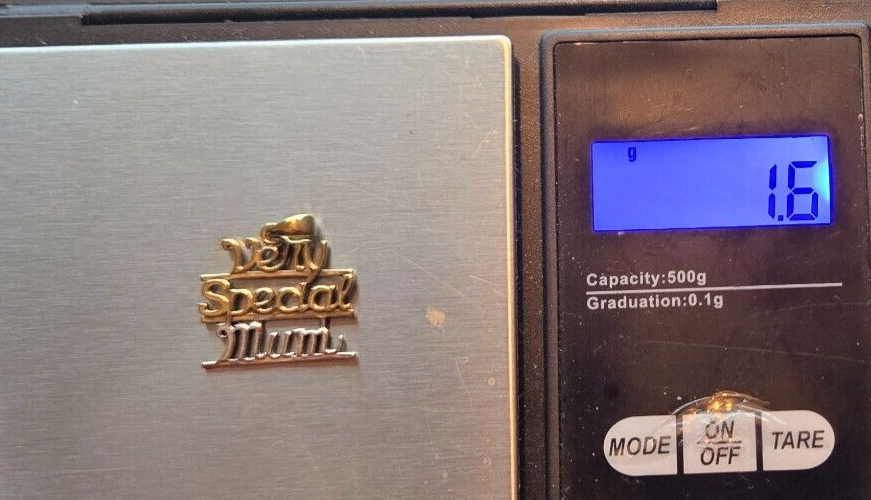 Very
Special
Mum
g
1.6
Capacity:500g
Graduation:0.1g
MODE
ON
OFF
TARE